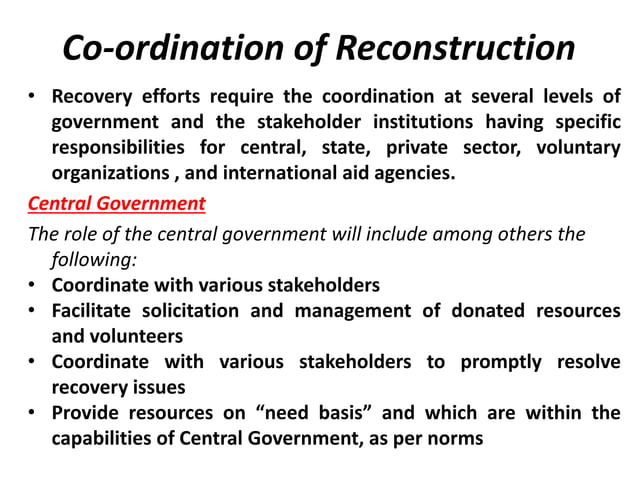 Co-ordination of Reconstruction
• Recovery efforts require the coordination at several levels of
government and the stakeholder institutions having specific
responsibilities for central, state, private sector, voluntary
organizations , and international aid agencies.
Central Government
The role of the central government will include among others the
following:
• Coordinate with various stakeholders
• Facilitate solicitation and management of donated resources
and volunteers
• Coordinate with various stakeholders to promptly resolve
recovery issues
• Provide resources on “need basis” and which are within the
capabilities of Central Government, as per norms